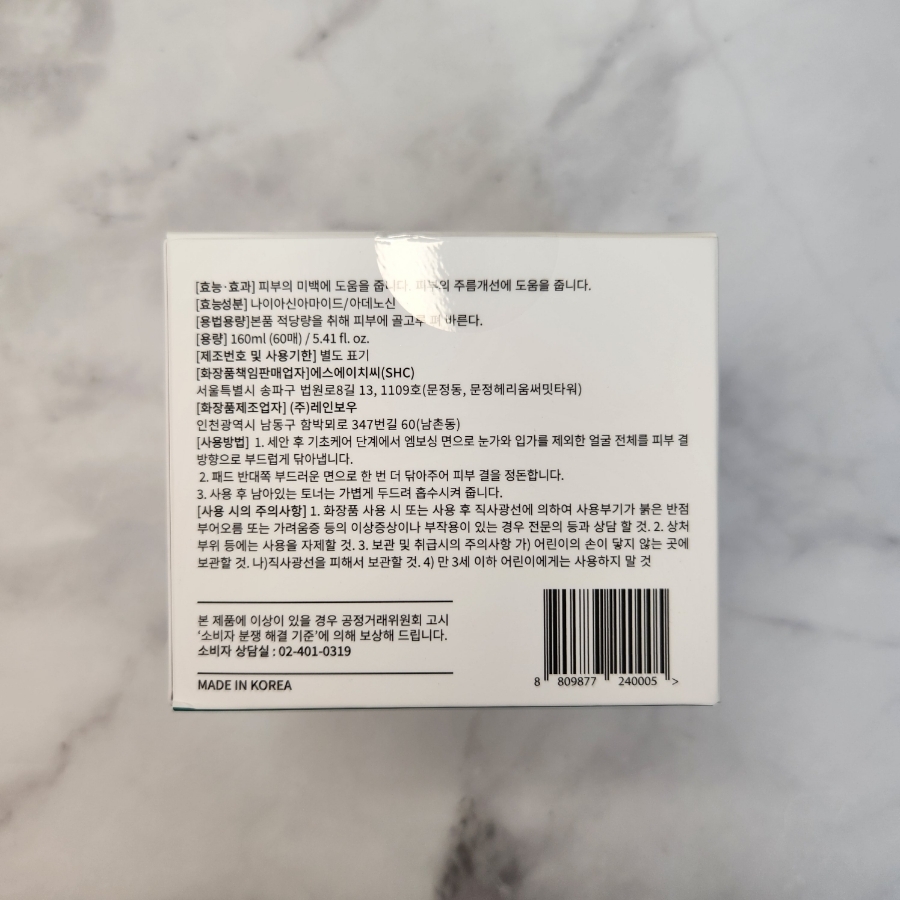 [효능·효과] 피부의 미백에 도움을 줍니다. 피부의 주름개선에 도움을 줍니다.
[효능성분] 나이아신아마이드/아데노신
[용법용량]본품 적당량을 취해 피부에 골고루 펴 바른다.
[용량] 160ml (60매) / 5.41 fl. oz.
[제조번호 및 사용기한] 별도 표기
[화장품책임판매업자]에스에이치씨(SHC)
서울특별시 송파구 법원로8길 13, 1109호(문정동, 문정헤리움써밋타워)
[화장품제조업자] (주)레인보우
인천광역시 남동구 함박뫼로 347번길 60(남촌동)
[사용방법] 1. 세안 후 기초케어 단계에서 엠보싱 면으로 눈가와 입가를 제외한 얼굴 전체를 피부 결
방향으로 부드럽게 닦아냅니다.
2. 패드 반대쪽 부드러운 면으로 한 번 더 닦아주어 피부 결을 정돈합니다.
3. 사용 후 남아있는 토너는 가볍게 두드려 흡수시켜 줍니다.
[사용 시의 주의사항] 1. 화장품 사용 시 또는 사용 후 직사광선에 의하여 사용부기가 붉은 반점
부어오름 또는 가려움증 등의 이상증상이나 부작용이 있는 경우 전문의 등과 상담 할 것. 2. 상처
부위 등에는 사용을 자제할 것. 3. 보관 및 취급시의 주의사항 가) 어린이의 손이 닿지 않는 곳에
보관할 것. 나)직사광선을 피해서 보관할 것. 4) 만 3세 이하 어린이에게는 사용하지 말 것
본 제품에 이상이 있을 경우 공정거래위원회 고시
'소비자 분쟁 해결 기준'에 의해 보상해 드립니다.
소비자 상담실 : 02-401-0319
MADE IN KOREA
8 809877 240005 >